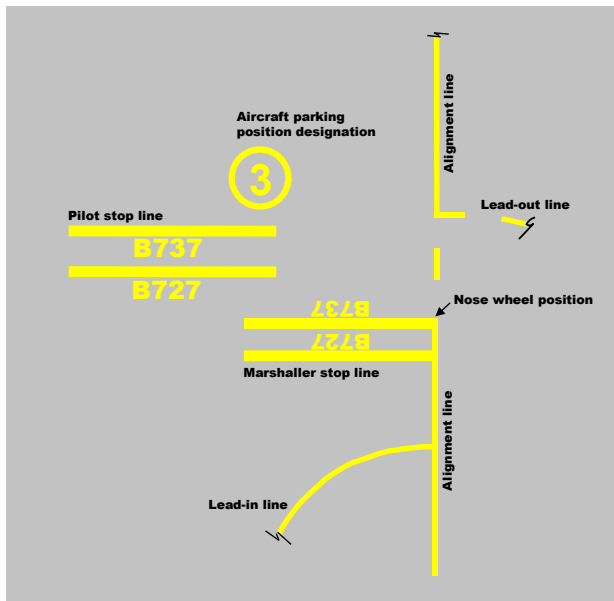 Aircraft parking
position designation
3
Alignment line
Lead-out line
Pilot stop line
B737
B727
Nose wheel position
B737
B727
Marshaller stop line
Alignment line
Lead-in line